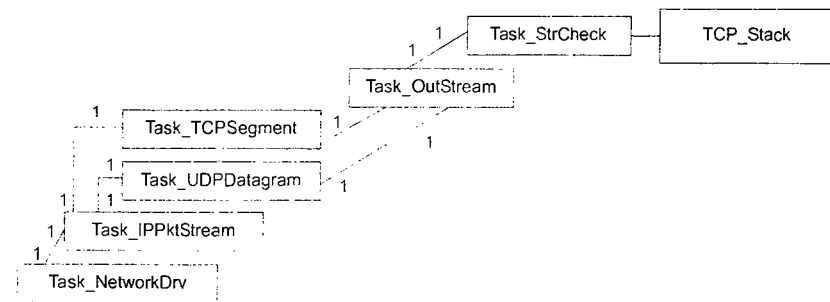 Task_StrCheck
TCP_Stack
1
1
Task_OutStream
1
Task_TCPSegment
1
1
1
Task_UDPDatagram
1
1
1
Task_IPPktStream
1
1
Task_NetworkDrv